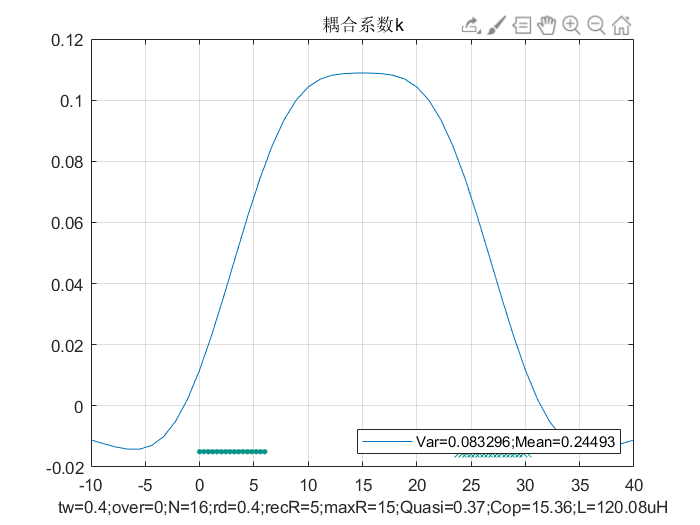 耦合系数k
0.12
0.1
0.08
0.06
0.04
0.02
0
-0.02
Var=0.083296;Mean=0.24493
-10 -5 0 5 10 15 20 25 30 35 40
tw=0.4;over=0;N=16;rd=0.4;recR=5;maxR=15;Quasi=0.37;Cop=15.36;L=120.08uH